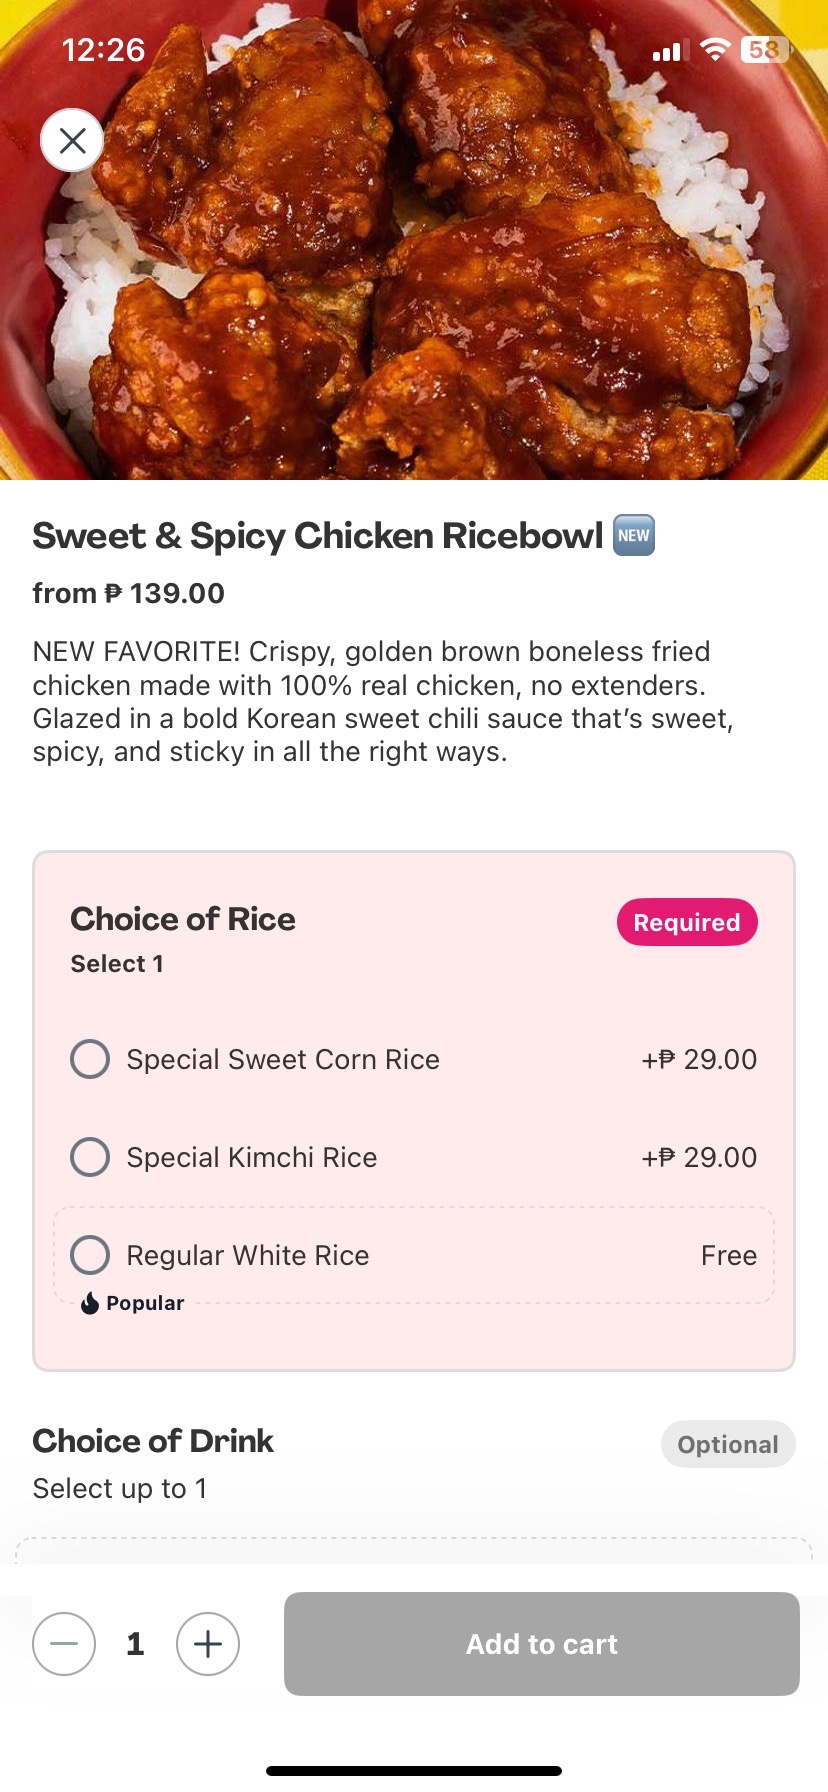 12:26
58
Sweet & Spicy Chicken Ricebowl 🆕
from ₱ 139.00
NEW FAVORITE! Crispy, golden brown boneless fried
chicken made with 100% real chicken, no extenders.
Glazed in a bold Korean sweet chili sauce that’s sweet,
spicy, and sticky in all the right ways.
Choice of Rice
Required
Select 1
Special Sweet Corn Rice +₱ 29.00
Special Kimchi Rice +₱ 29.00
Regular White Rice Free
Popular
Choice of Drink
Optional
Select up to 1
1
Add to cart